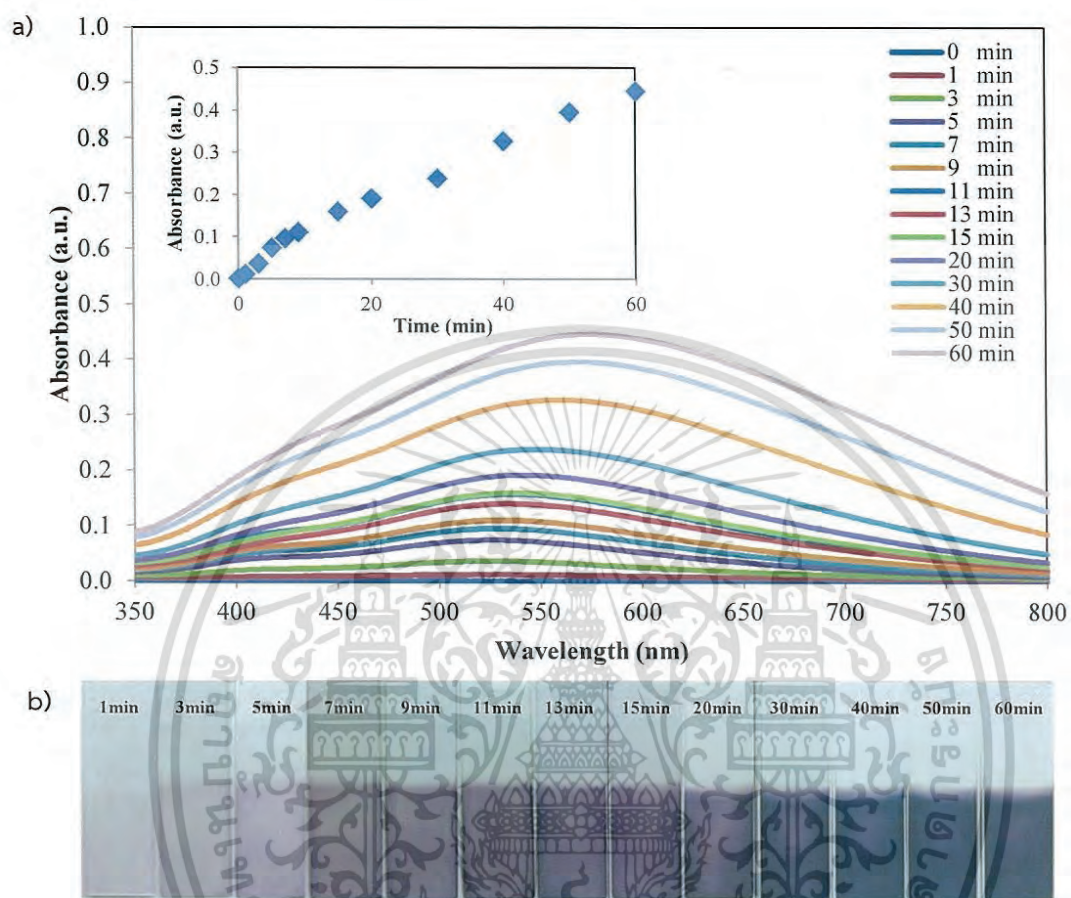 a)
1.0
0.9
0.8
0.7
0.6
0.5
0.4
0.3
0.2
0.1
0.0
Absorbance (a.u.)
350 400 450 500 550 600 650 700 750 800
Wavelength (nm)
0.5
0.4
0.3
0.2
0.1
0.0
Absorbance (a.u.)
0 20 40 60
Time (min)
0 min
1 min
3 min
5 min
7 min
9 min
11 min
13 min
15 min
20 min
30 min
40 min
50 min
60 min
b)
1min 3min 5min 7min 9min 11min 13min 15min 20min 30min 40min 50min 60min